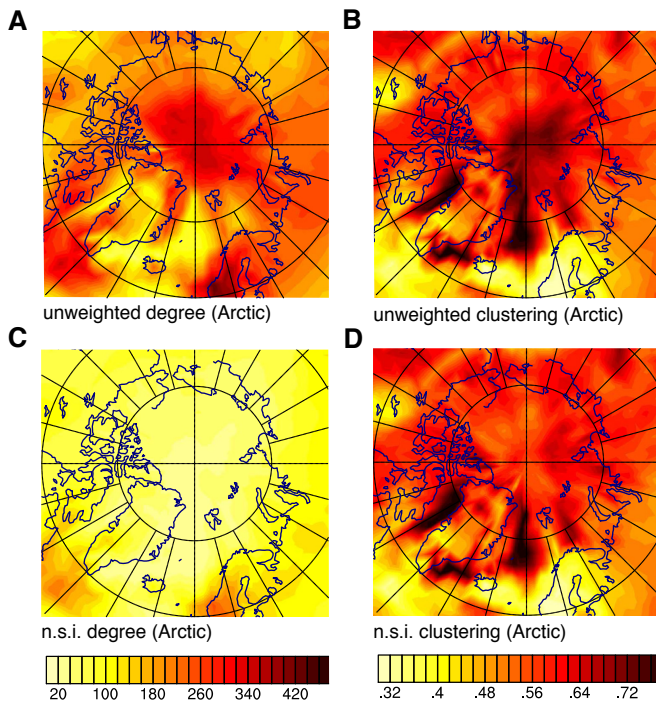 A
B
unweighted degree (Arctic)
unweighted clustering (Arctic)
C
D
n.s.i. degree (Arctic)
n.s.i. clustering (Arctic)
20 100 180 260 340 420
.32 .4 .48 .56 .64 .72